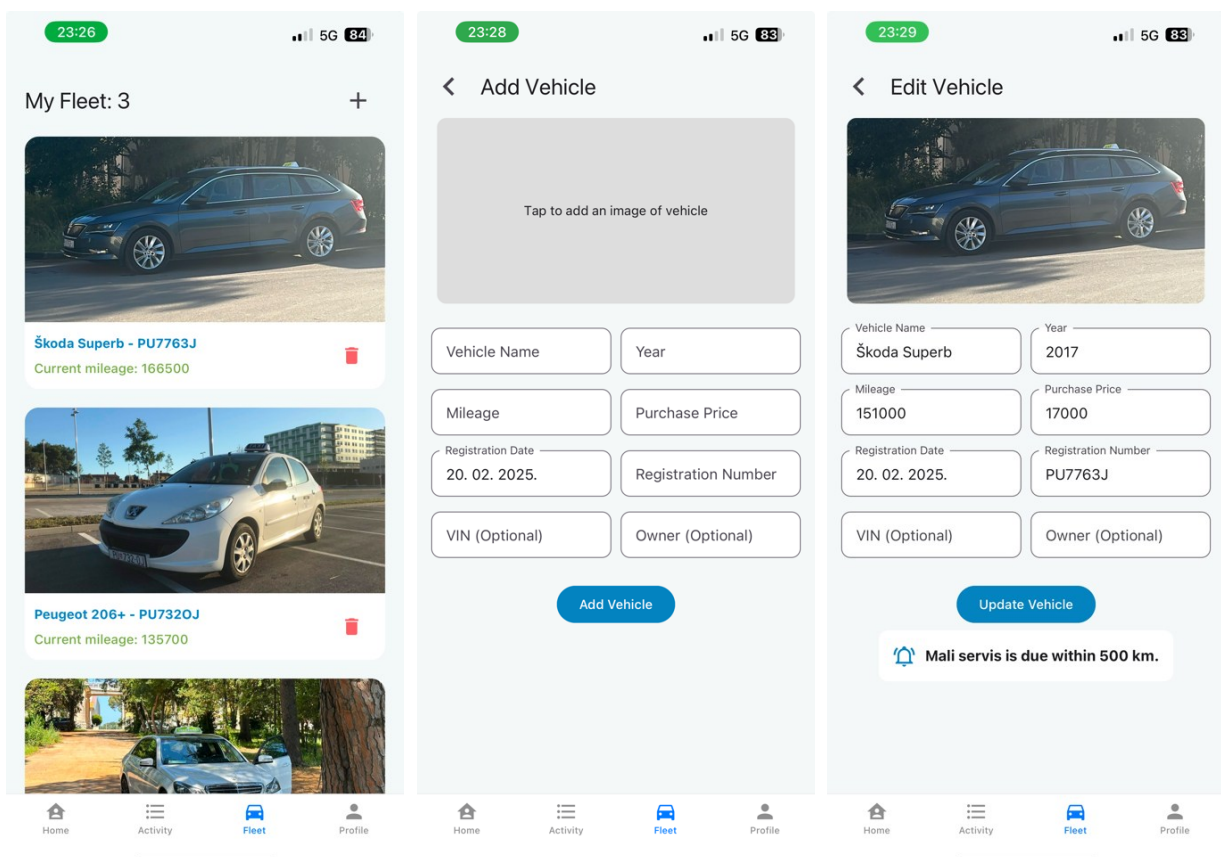 23:26
5G 84
My Fleet: 3
+
Škoda Superb - PU7763J
Current mileage: 166500
Peugeot 206+ - PU732OJ
Current mileage: 135700
Home Activity Fleet Profile
23:28
5G 83
Add Vehicle
Tap to add an image of vehicle
Vehicle Name Year
Mileage Purchase Price
Registration Date
20. 02. 2025. Registration Number
VIN (Optional) Owner (Optional)
Add Vehicle
Home Activity Fleet Profile
23:29
5G 83
Edit Vehicle
Vehicle Name Year
Škoda Superb 2017
Mileage Purchase Price
151000 17000
Registration Date Registration Number
20. 02. 2025. PU7763J
VIN (Optional) Owner (Optional)
Update Vehicle
Mali servis is due within 500 km.
Home Activity Fleet Profile